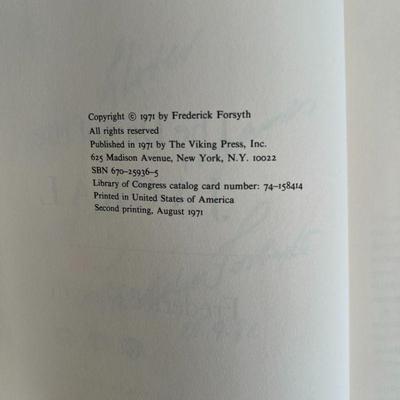 Copyright © 1971 by Frederick Forsyth
All rights reserved
Published in 1971 by The Viking Press, Inc.
625 Madison Avenue, New York, N.Y. 10022
SBN 670-25936-5
Library of Congress catalog card number: 74-158414
Printed in United States of America
Second printing, August 1971